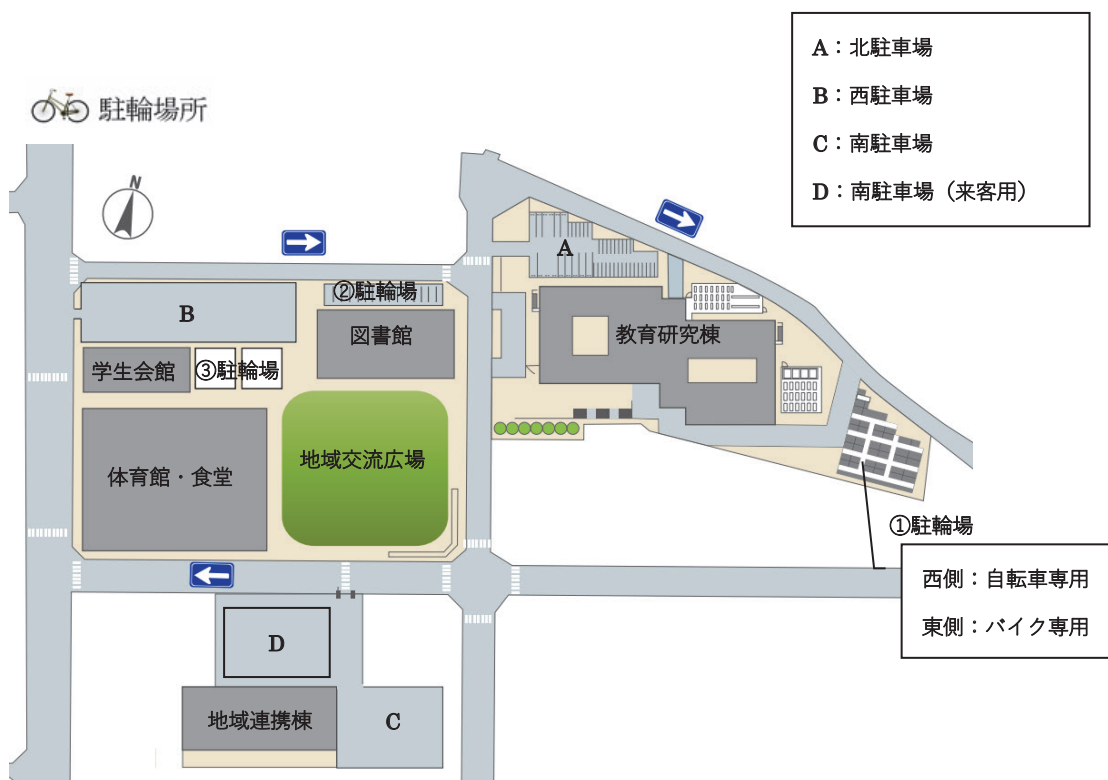 A：北駐車場
B：西駐車場
C：南駐車場
D：南駐車場（来客用）
駐輪場所
N
A
②駐輪場
B
図書館
教育研究棟
学生会館
③駐輪場
地域交流広場
体育館・食堂
①駐輪場
西側：自転車専用
東側：バイク専用
D
地域連携棟
C